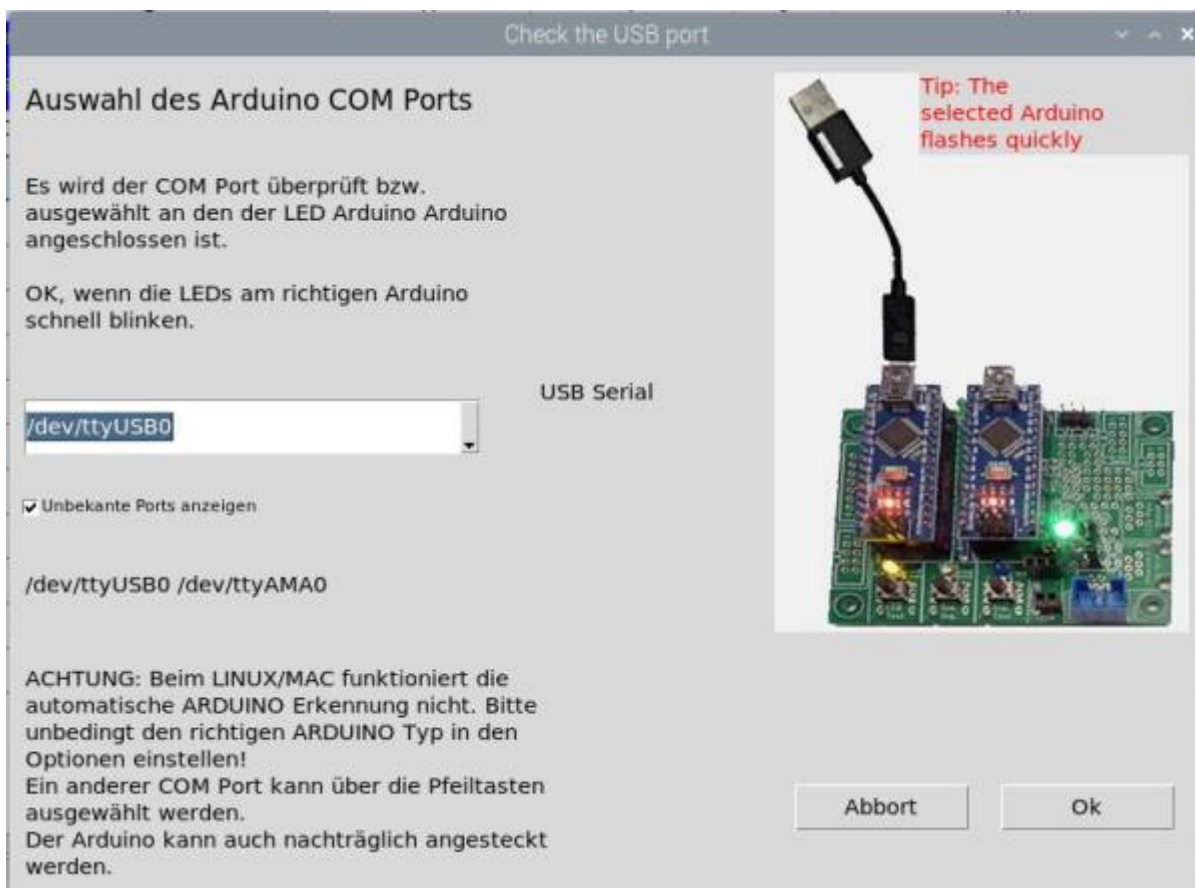 Check the USB port
Auswahl des Arduino COM Ports
Tip: The
selected Arduino
flashes quickly
Es wird der COM Port überprüft bzw.
ausgewählt an den der LED Arduino Arduino
angeschlossen ist.
OK, wenn die LEDs am richtigen Arduino
schnell blinken.
USB Serial
/dev/ttyUSB0
Unbekante Ports anzeigen
/dev/ttyUSB0 /dev/ttyAMA0
ACHTUNG: Beim LINUX/MAC funktioniert die
automatische ARDUINO Erkennung nicht. Bitte
unbedingt den richtigen ARDUINO Typ in den
Optionen einstellen!
Ein anderer COM Port kann über die Pfeiltasten
ausgewählt werden.
Der Arduino kann auch nachträglich angesteckt
werden.
Abbort
Ok